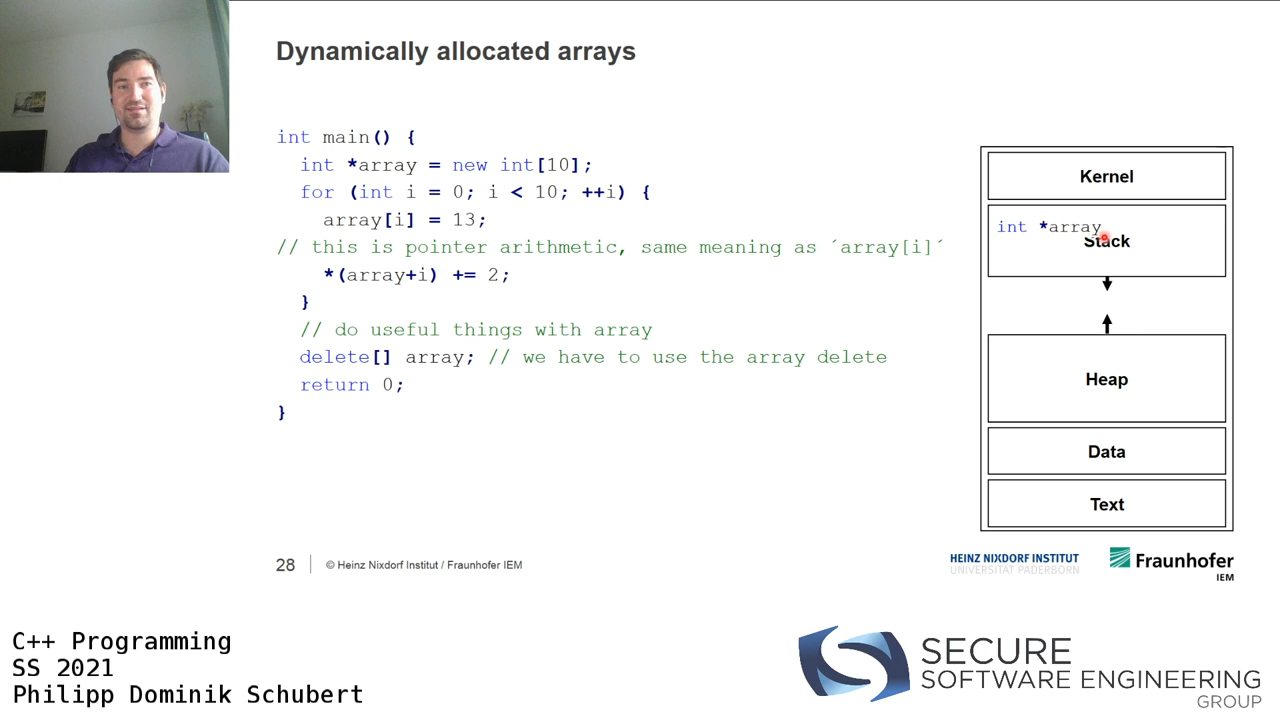 Dynamically allocated arrays
int main() {
int *array = new int[10];
for (int i = 0; i < 10; ++i) {
array[i] = 13;
// this is pointer arithmetic, same meaning as ´array[i]´
*(array+i) += 2;
}
// do useful things with array
delete[] array; // we have to use the array delete
return 0;
}
Kernel
int *array
Stack
Heap
Data
Text
28
© Heinz Nixdorf Institut / Fraunhofer IEM
HEINZ NIXDORF INSTITUT
UNIVERSITÄT PADERBORN
Fraunhofer
IEM
C++ Programming
SS 2021
Philipp Dominik Schubert
SECURE
SOFTWARE ENGINEERING
GROUP